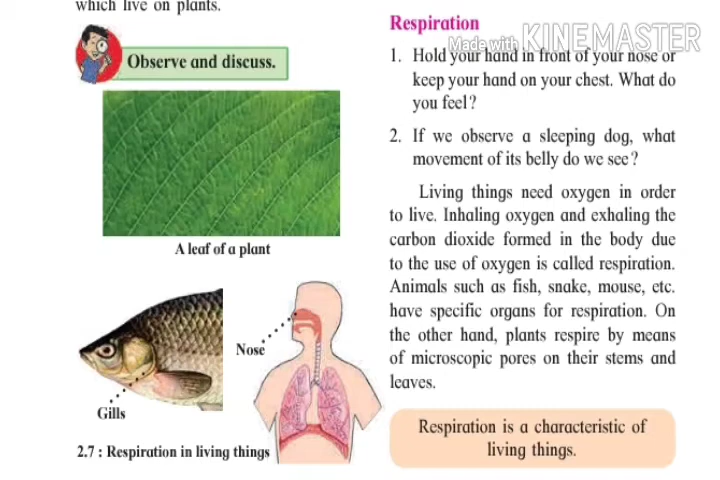 which live on plants.
Observe and discuss.
A leaf of a plant
Nose
Gills
2.7 : Respiration in living things
Respiration
Made with KINEMASTER
1. Hold your hand in front of your nose or
keep your hand on your chest. What do
you feel?
2. If we observe a sleeping dog, what
movement of its belly do we see?
Living things need oxygen in order
to live. Inhaling oxygen and exhaling the
carbon dioxide formed in the body due
to the use of oxygen is called respiration.
Animals such as fish, snake, mouse, etc.
have specific organs for respiration. On
the other hand, plants respire by means
of microscopic pores on their stems and
leaves.
Respiration is a characteristic of
living things.